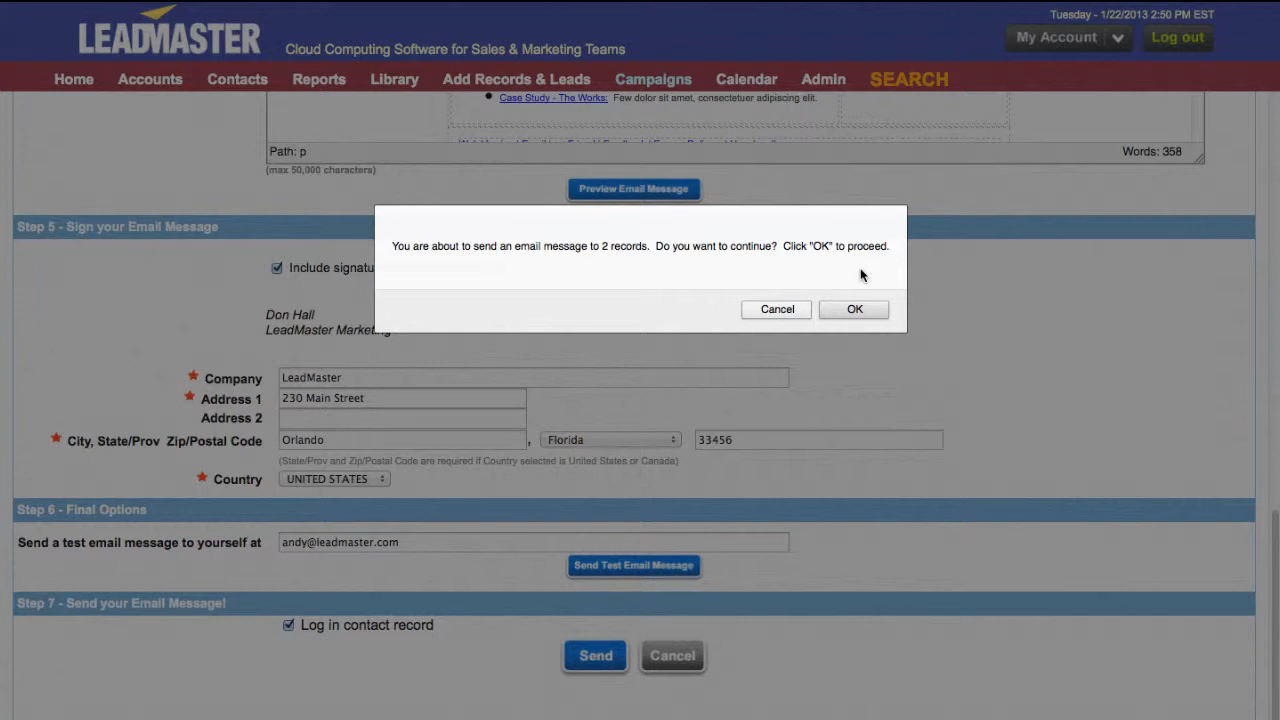 Tuesday - 1/22/2013 2:50 PM EST
LEADMASTER
Cloud Computing Software for Sales & Marketing Teams
My Account
Log out
Home Accounts Contacts Reports Library Add Records & Leads Campaigns Calendar Admin SEARCH
Case Study - The Works: Few dolor sit amet, consectetuer adipiscing elit.
Path: p
Words: 358
(max 50,000 characters)
Preview Email Message
Step 5 - Sign your Email Message
You are about to send an email message to 2 records. Do you want to continue? Click "OK" to proceed.
Cancel OK
Include signatu
Don Hall
LeadMaster Marketing
Company LeadMaster
Address 1 230 Main Street
Address 2
City, State/Prov Zip/Postal Code Orlando , Florida 33456
(State/Prov and Zip/Postal Code are required if Country selected is United States or Canada)
Country UNITED STATES
Step 6 - Final Options
Send a test email message to yourself at andy@leadmaster.com
Send Test Email Message
Step 7 - Send your Email Message!
Log in contact record
Send Cancel